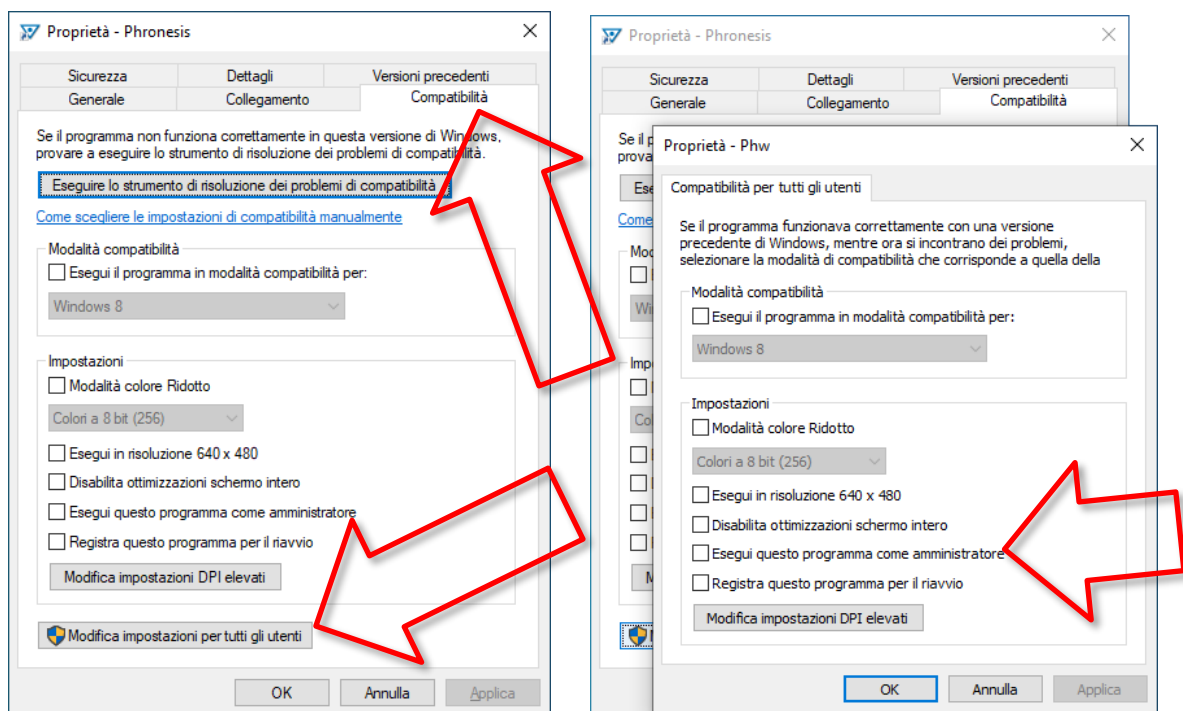 Proprietà - Phronesis
Sicurezza
Dettagli
Versioni precedenti
Generale
Collegamento
Compatibilità
Se il programma non funziona correttamente in questa versione di Windows,
provare a eseguire lo strumento di risoluzione dei problemi di compatibilità.
Eseguire lo strumento di risoluzione dei problemi di compatibilità
Come scegliere le impostazioni di compatibilità manualmente
Modalità compatibilità
Esegui il programma in modalità compatibilità per:
Windows 8
Impostazioni
Modalità colore Ridotto
Colori a 8 bit (256)
Esegui in risoluzione 640 x 480
Disabilita ottimizzazioni schermo intero
Esegui questo programma come amministratore
Registra questo programma per il riavvio
Modifica impostazioni DPI elevati
Modifica impostazioni per tutti gli utenti
OK
Annulla
Applica
Proprietà - Phronesis
Sicurezza
Dettagli
Versioni precedenti
Generale
Collegamento
Compatibilità
Se il p
prova
Ese
Come
Mod
Wi
Imp
Col
M
Proprietà - Phw
Compatibilità per tutti gli utenti
Se il programma funzionava correttamente con una versione
precedente di Windows, mentre ora si incontrano dei problemi,
selezionare la modalità di compatibilità che corrisponde a quella della
Modalità compatibilità
Esegui il programma in modalità compatibilità per:
Windows 8
Impostazioni
Modalità colore Ridotto
Colori a 8 bit (256)
Esegui in risoluzione 640 x 480
Disabilita ottimizzazioni schermo intero
Esegui questo programma come amministratore
Registra questo programma per il riavvio
Modifica impostazioni DPI elevati
OK
Annulla
Applica